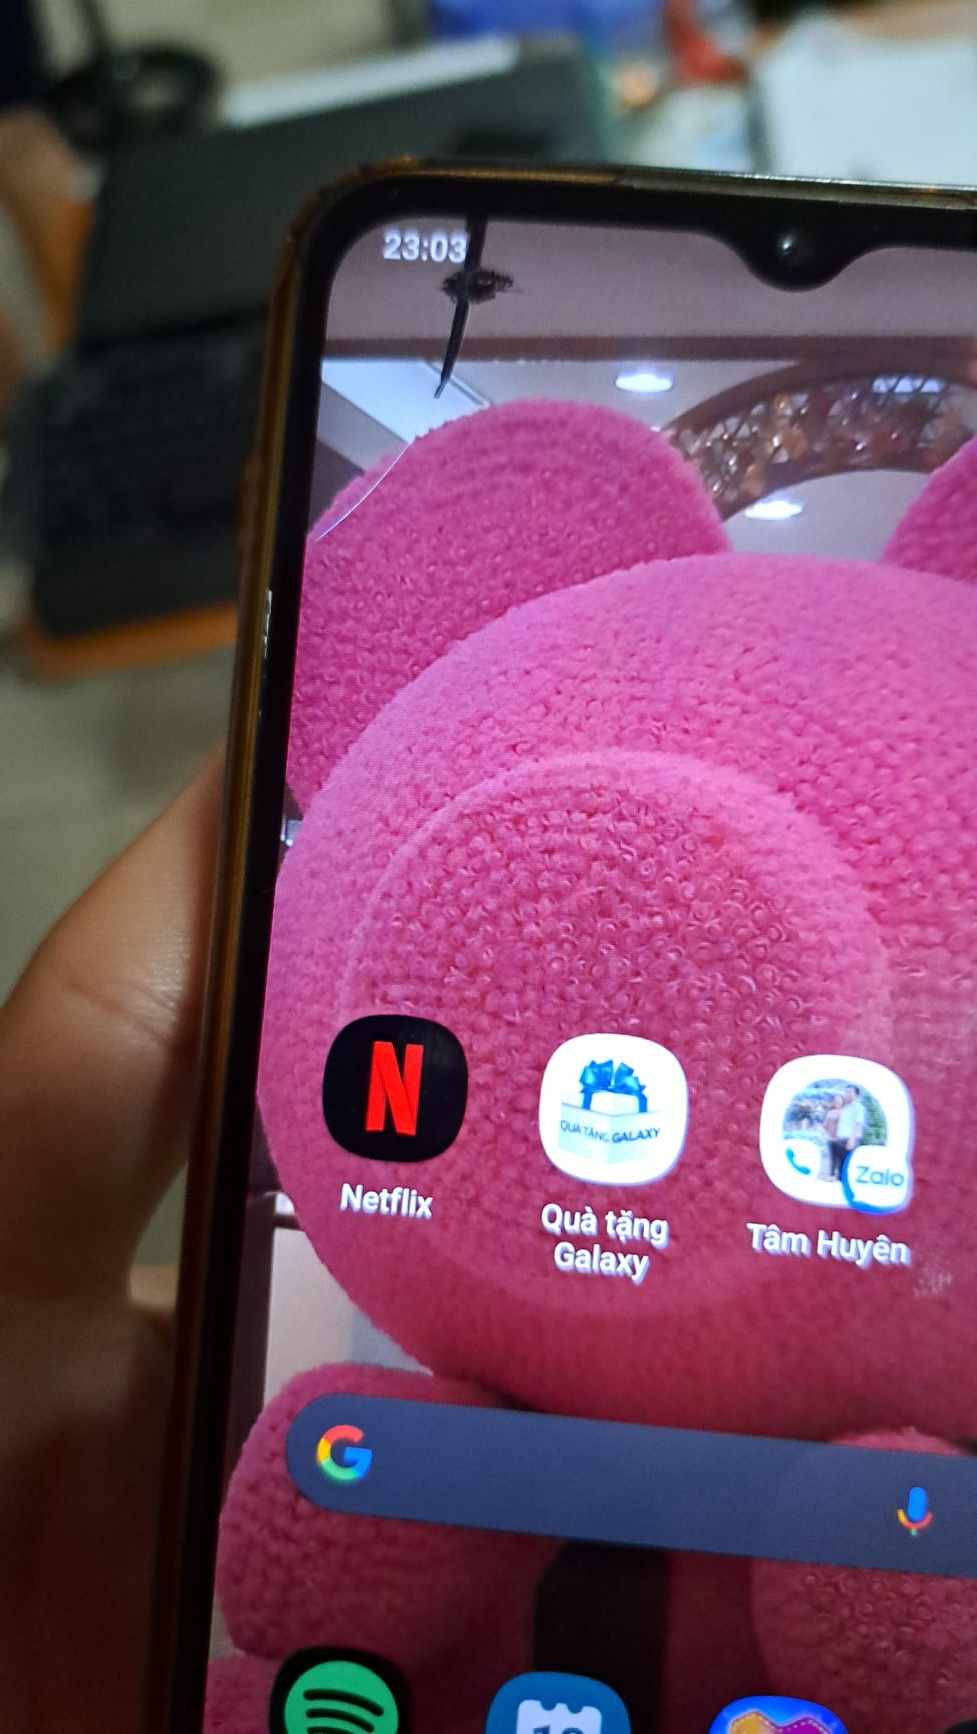 23:03
N
QUÀ TẶNG GALAXY
Zalo
Netflix
Quà tặng
Galaxy
Tâm Huyên
G